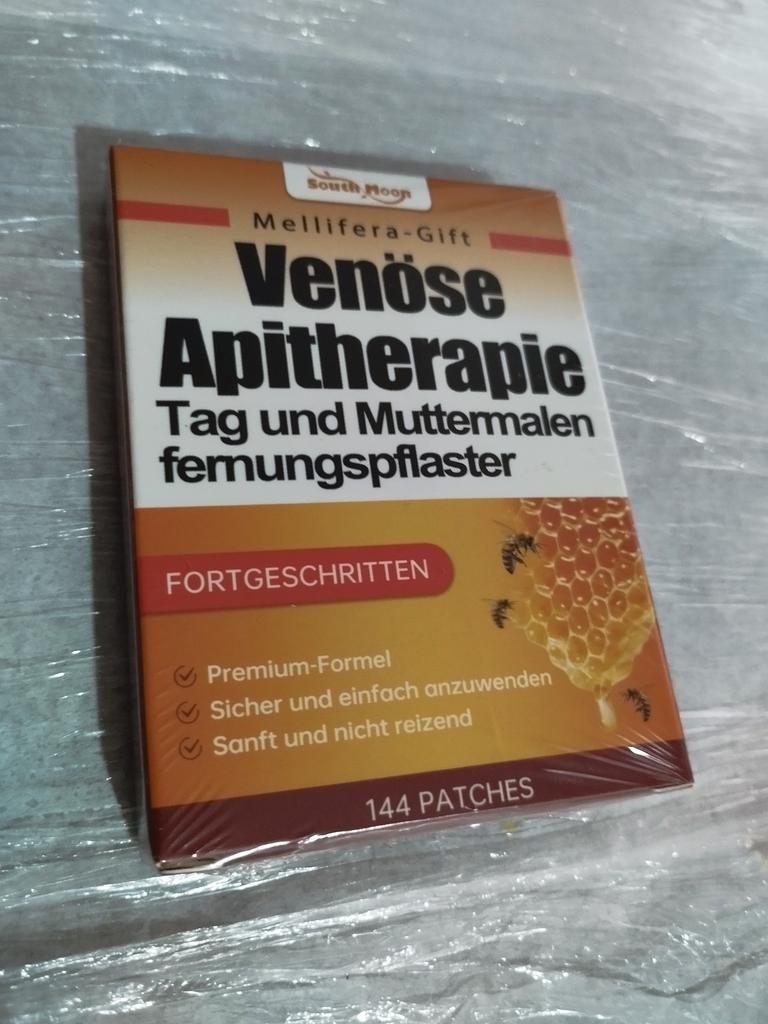 South Moon
Mellifera-Gift
Venöse
Apitherapie
Tag und Muttermalen
fernungspflaster
FORTGESCHRITTEN
Premium-Formel
Sicher und einfach anzuwenden
Sanft und nicht reizend
144 PATCHES